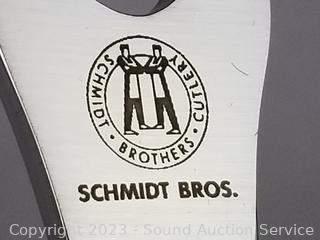 SCHMIDT • BROTHERS • CUTLERY
SCHMIDT BROS.
Copyright 2023 - Sound Auction Service